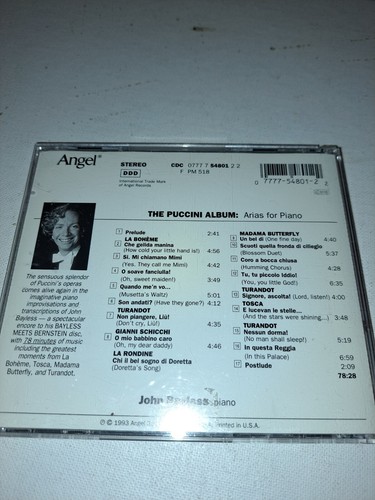 Angel®
STEREO
DDD
International Trade Mark
of Angel Records
CDC 0777 7 54801 2 2
F PM 518
0 7777-54801-2 2
THE PUCCINI ALBUM: Arias for Piano
The sensuous splendor
of Puccini's operas
comes alive again in the
imaginative piano
improvisations and
transcriptions of John
Bayless — a spectacular
encore to his BAYLESS
MEETS BERNSTEIN disc,
with 78 minutes of
music including the
greatest moments from La
Bohème, Tosca, Madama
Butterfly, and Turandot.
1 Prelude 2:41
LA BOHÈME
2 Che gelida manina
(How cold your little hand is!) 4:56
3 Sì. Mi chiamano Mimì
(Yes. They call me Mimì) 4:42
4 O soave fanciulla!
(Oh, sweet maiden!) 3:49
5 Quando me'n vo...
(Musetta's Waltz) 5:01
6 Son andati? (Have they gone?) 4:12
TURANDOT
7 Non piangere, Liù!
(Don't cry, Liù!) 4:35
GIANNI SCHICCHI
8 O mio babbino caro
(Oh, my dear daddy) 4:46
LA RONDINE
Chi il bel sogno di Doretta
(Doretta's Song)
MADAMA BUTTERFLY
9 Un bel dì (One fine day) 4:40
10 Scuoti quella fronda di ciliegio
(Blossom Duet) 5:37
11 Coro a bocca chiusa
(Humming Chorus) 4:28
12 Tu, tu piccolo Iddio!
(You, you little God!) 6:35
TURANDOT
13 Signore, ascolta! (Lord, listen!) 4:00
TOSCA
14 E lucevan le stelle...
(And the stars were shining...) 3:48
TURANDOT
15 Nessun dorma!
(No man shall sleep!) 5:19
16 In questa Reggia
(In this Palace) 6:59
17 Postlude 2:09
78:28
John Bayless, piano
℗ © 1993 Angel
Printed in U.S.A.